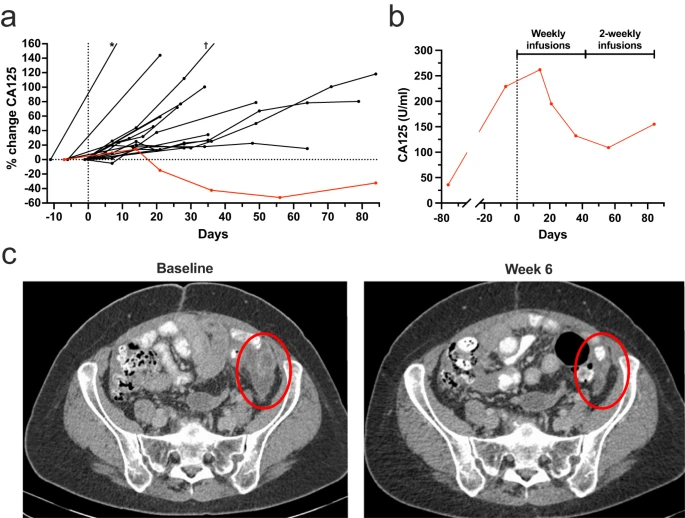 a
% change CA125
160
140
120
100
80
60
40
20
0
-20
-40
-60
* †
-10 0 10 20 30 40 50 60 70 80
Days
b
Weekly infusions
2-weekly infusions
CA125 (U/ml)
300
250
200
150
100
50
0
-80 -20 0 20 40 60 80
Days
c
Baseline
Week 6